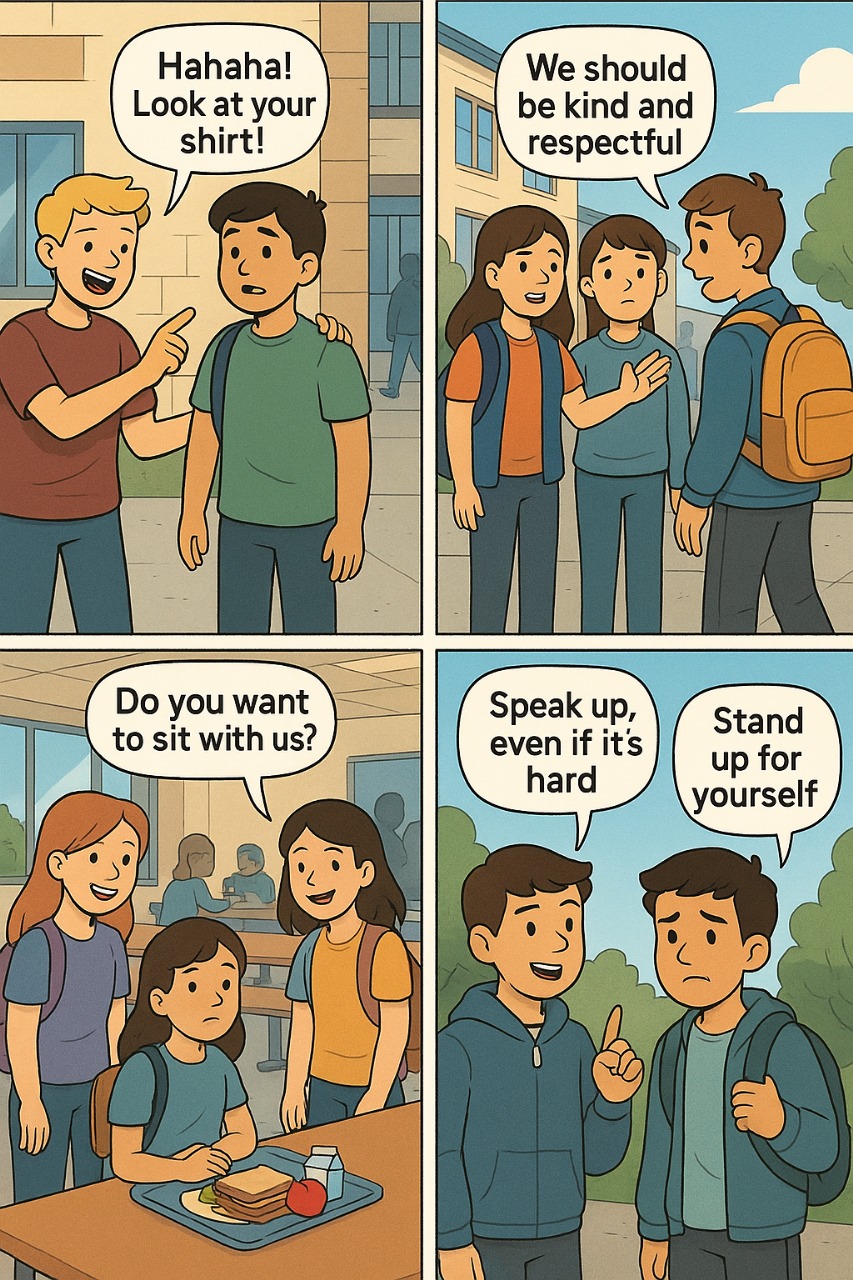 Hahaha!
Look at your
shirt!
We should
be kind and
respectful
Do you want
to sit with us?
Speak up,
even if it's
hard
Stand
up for
yourself